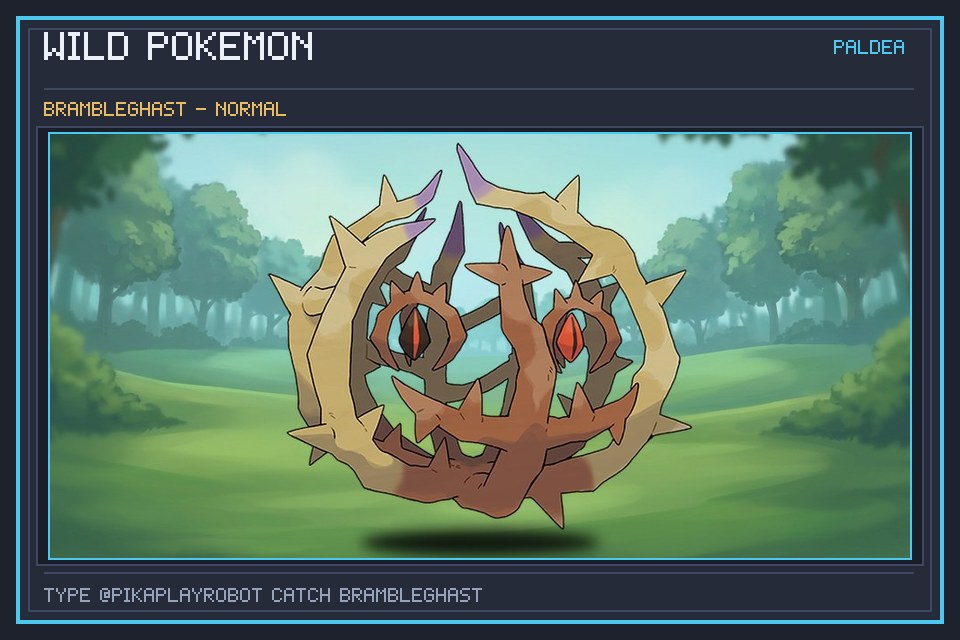 WILD POKEMON
PALDEA
BRAMBLEGHAST - NORMAL
TYPE @PIKAPLAYROBOT CATCH BRAMBLEGHAST